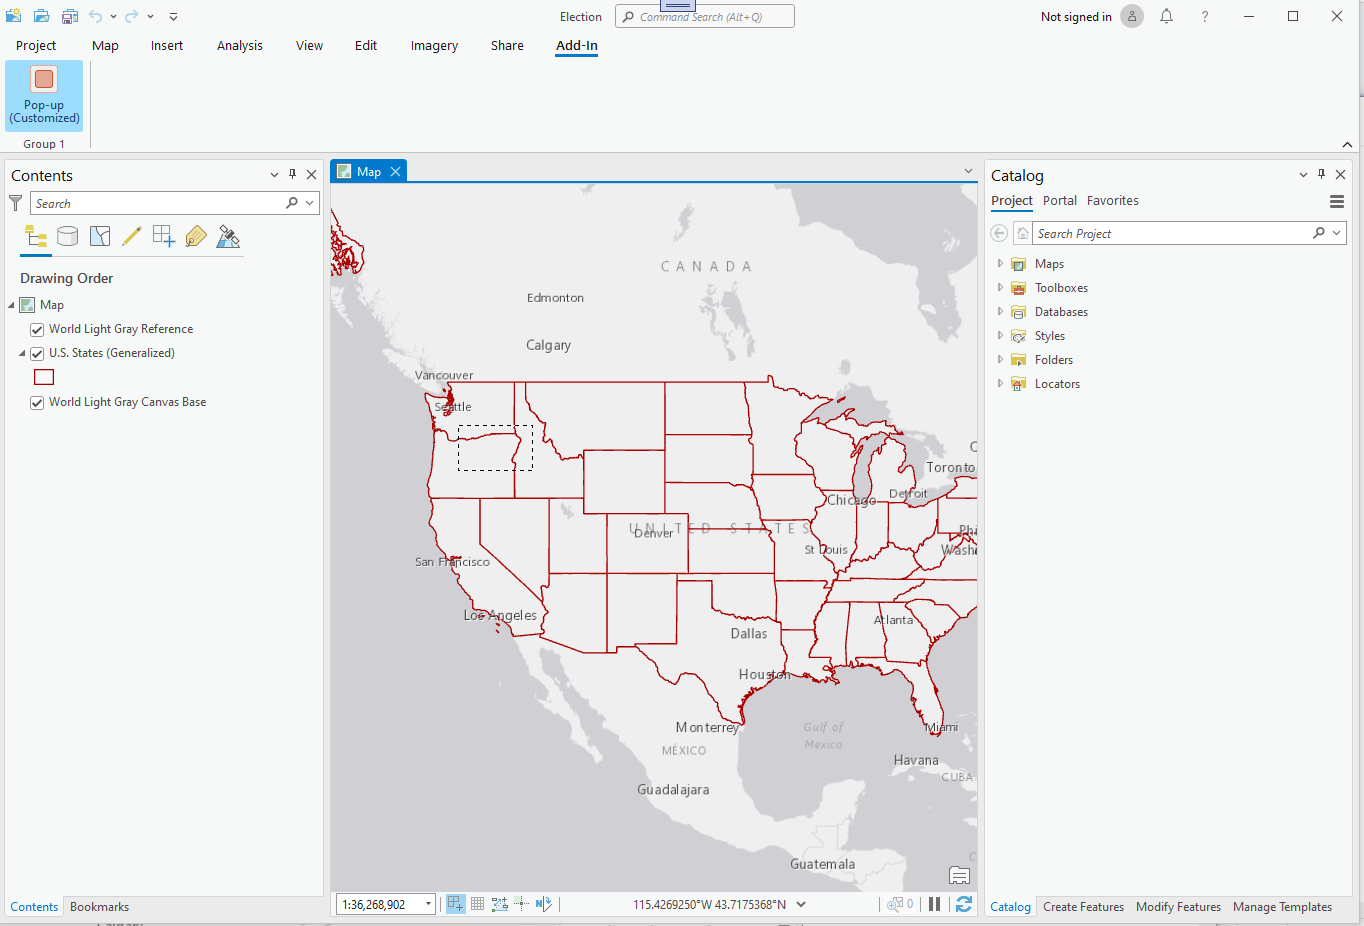 Election
Command Search (Alt+Q)
Not signed in
Project
Map
Insert
Analysis
View
Edit
Imagery
Share
Add-In
Pop-up
(Customized)
Group 1
Contents
Search
Drawing Order
Map
World Light Gray Reference
U.S. States (Generalized)
World Light Gray Canvas Base
Contents
Bookmarks
Map
CANADA
Edmonton
Calgary
Vancouver
Seattle
Toronto
Chicago
Detroit
UNITED STATES
Denver
St Louis
San Francisco
Los Angeles
Atlanta
Dallas
Houston
Monterrey
Gulf of
Mexico
Miami
MÉXICO
Havana
CUBA
Guadalajara
Guatemala
1:36,268,902
115.4269250°W 43.7175368°N
0
Catalog
Project
Portal
Favorites
Search Project
Maps
Toolboxes
Databases
Styles
Folders
Locators
Catalog
Create Features
Modify Features
Manage Templates